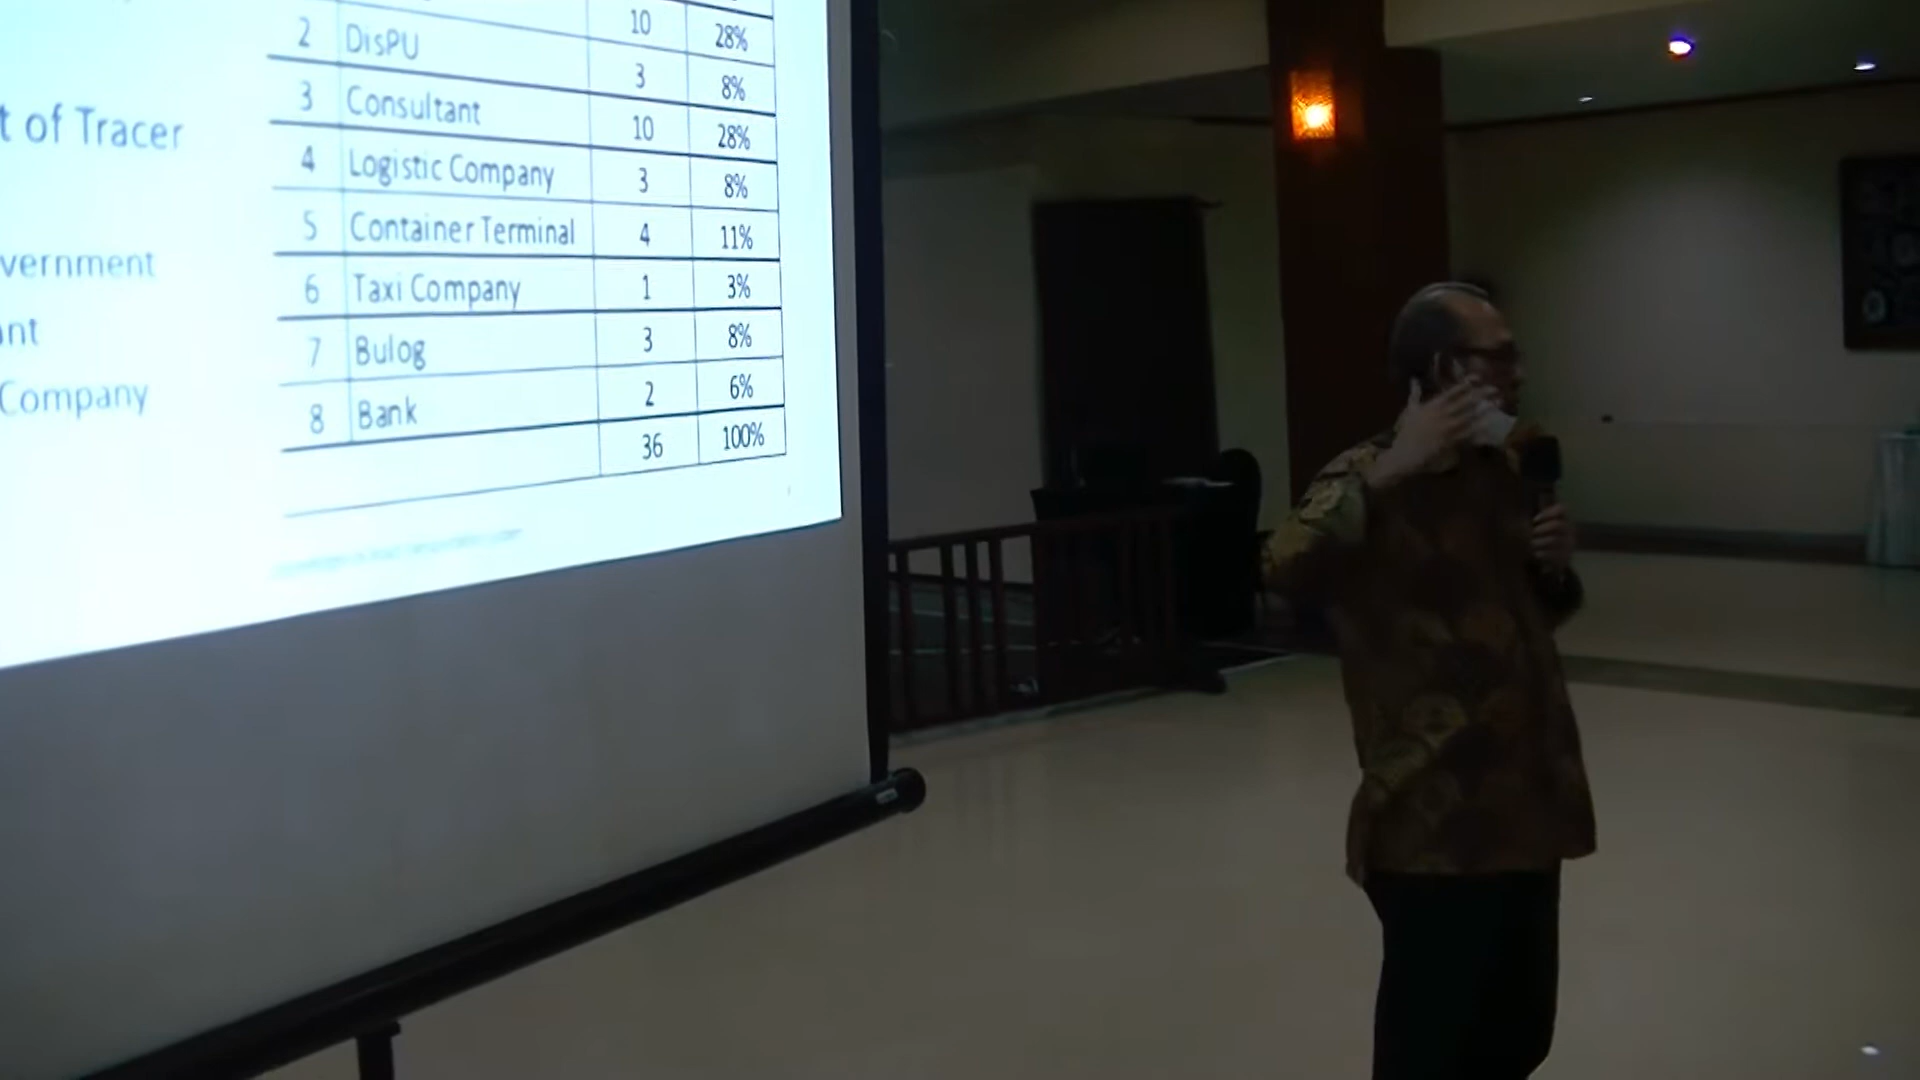 10 28%
2 DisPU 3 8%
3 Consultant 10 28%
4 Logistic Company 3 8%
5 Container Terminal 4 11%
6 Taxi Company 1 3%
7 Bulog 3 8%
8 Bank 2 6%
36 100%
t of Tracer
vernment
nt
Company